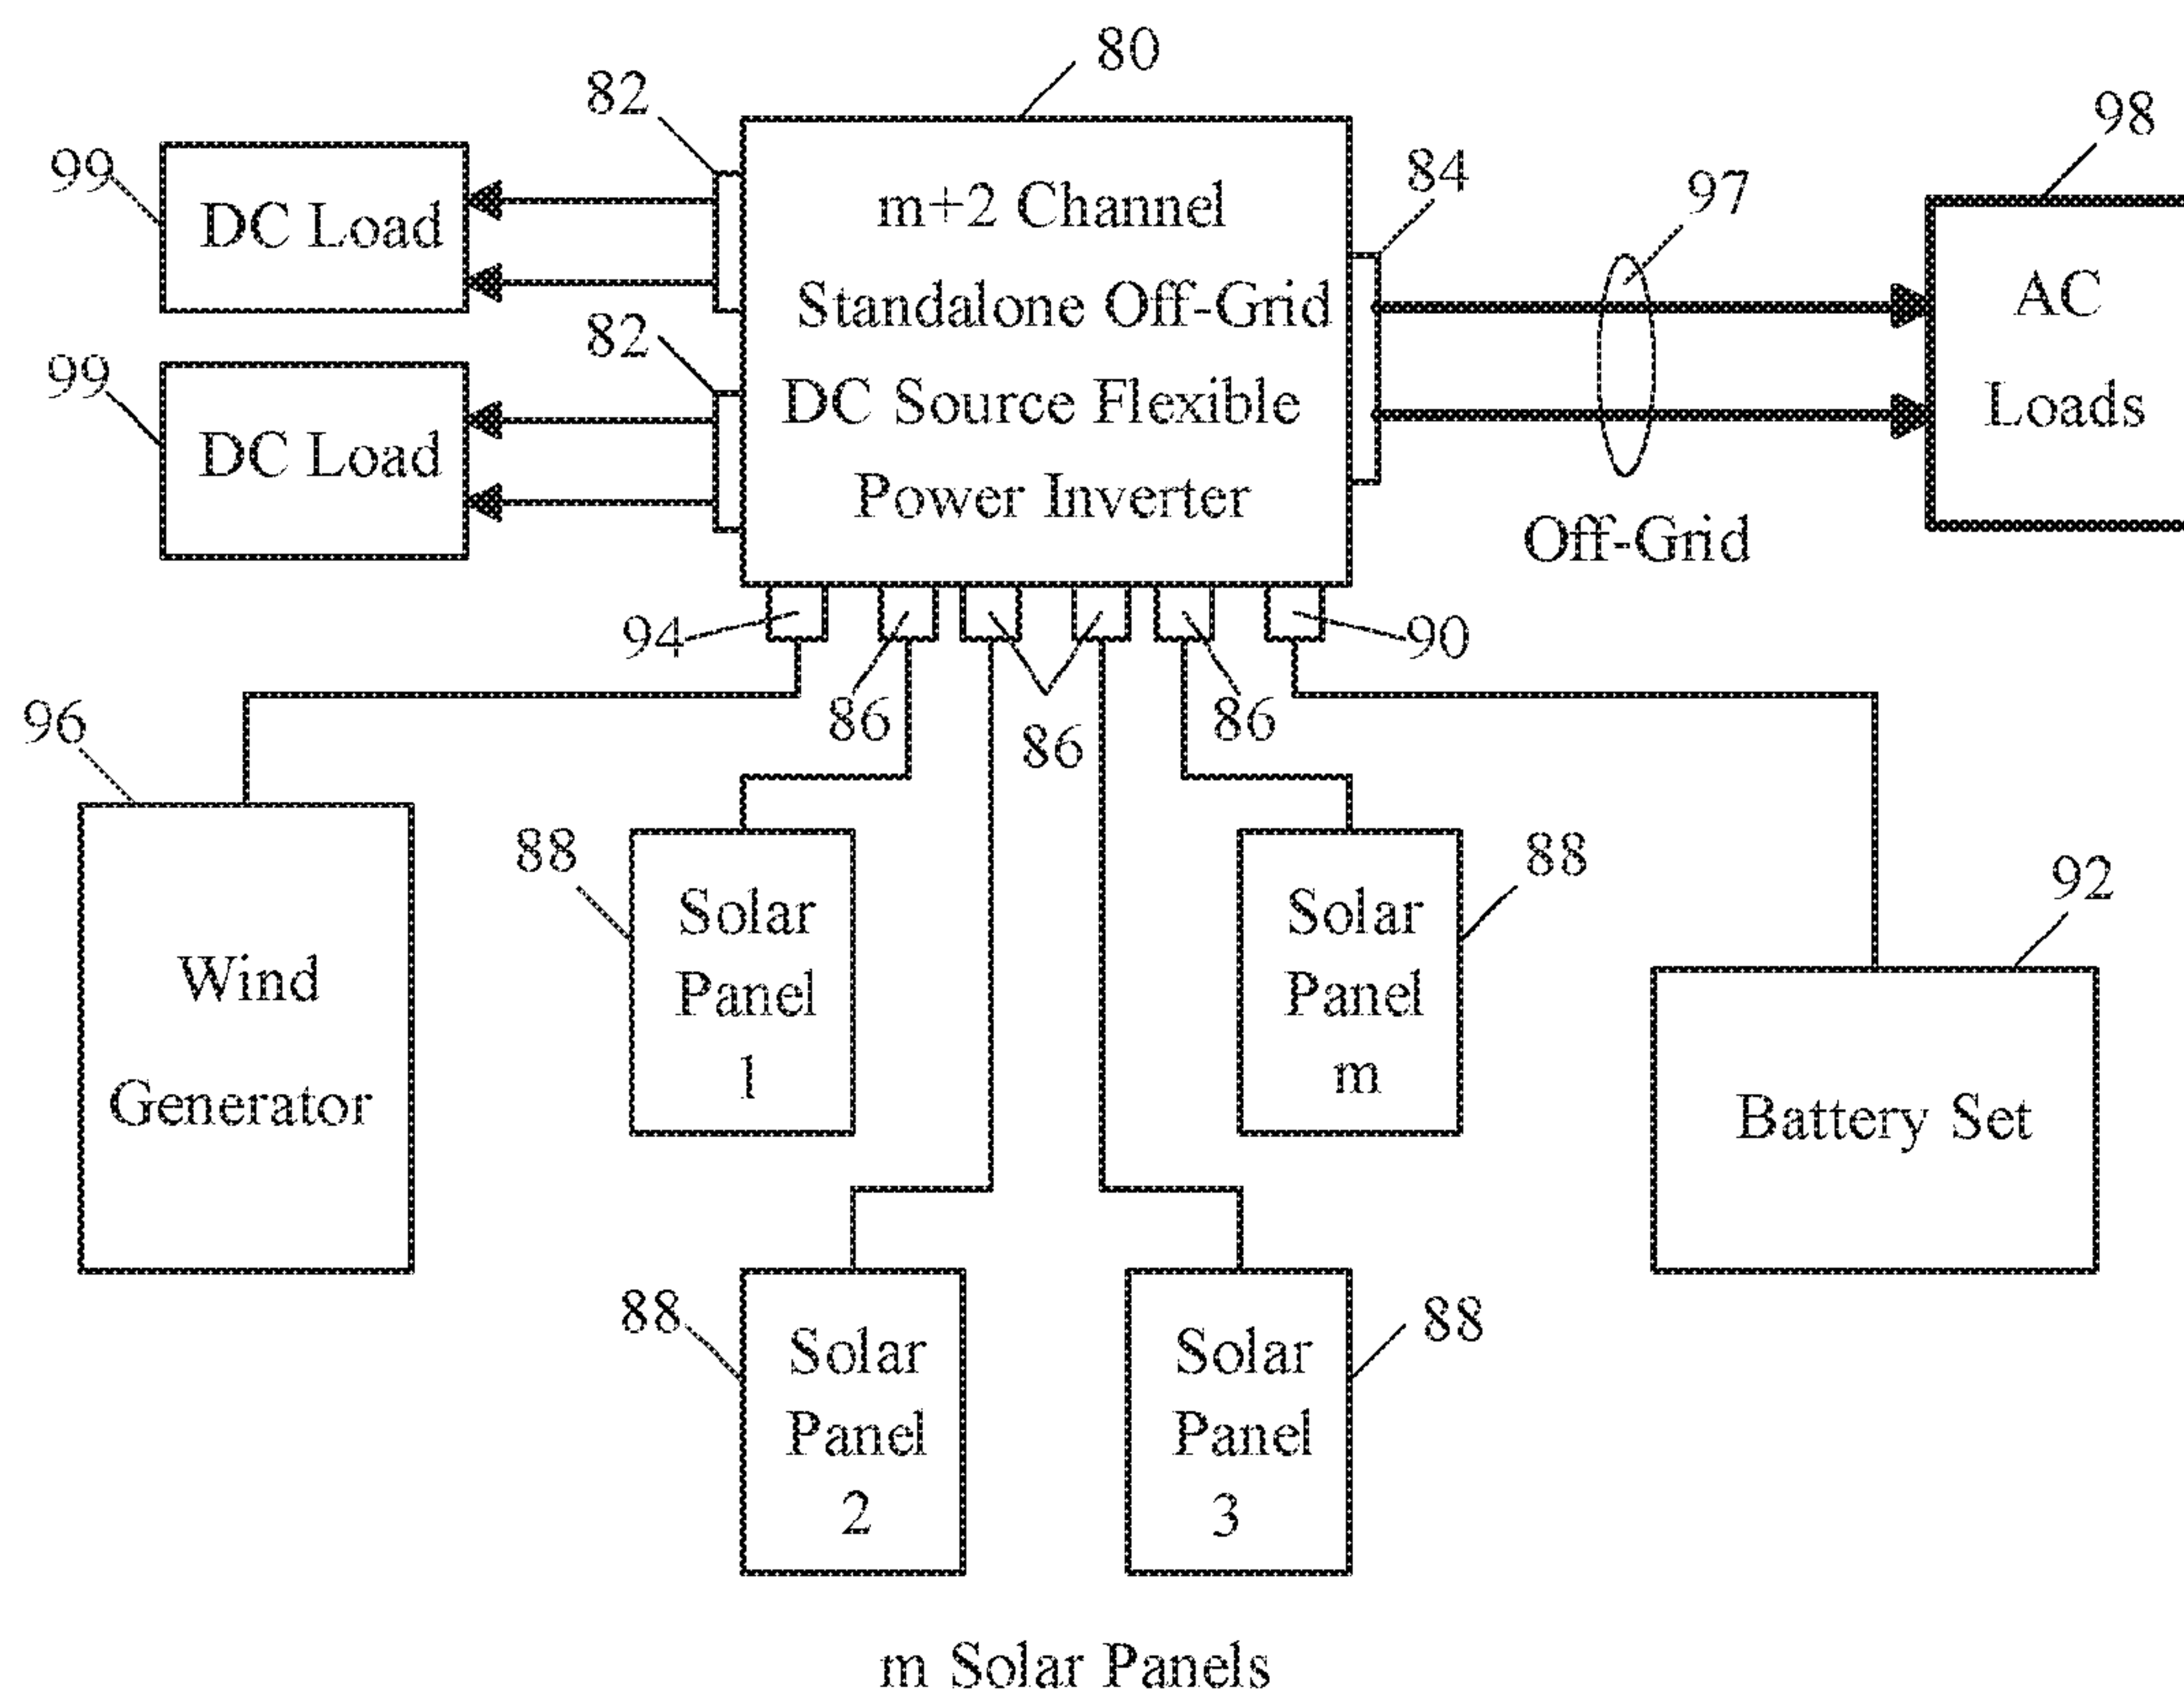 80
82
98
99
DC Load
m+2 Channel
84
97
Standalone Off-Grid
AC
82
99
DC Load
DC Source Flexible
Loads
Power Inverter
Off-Grid
94
90
86
86
86
96
88
88
92
Wind
Generator
Solar
Panel
1
Solar
Panel
m
Battery Set
88
88
Solar
Panel
2
Solar
Panel
3
m Solar Panels